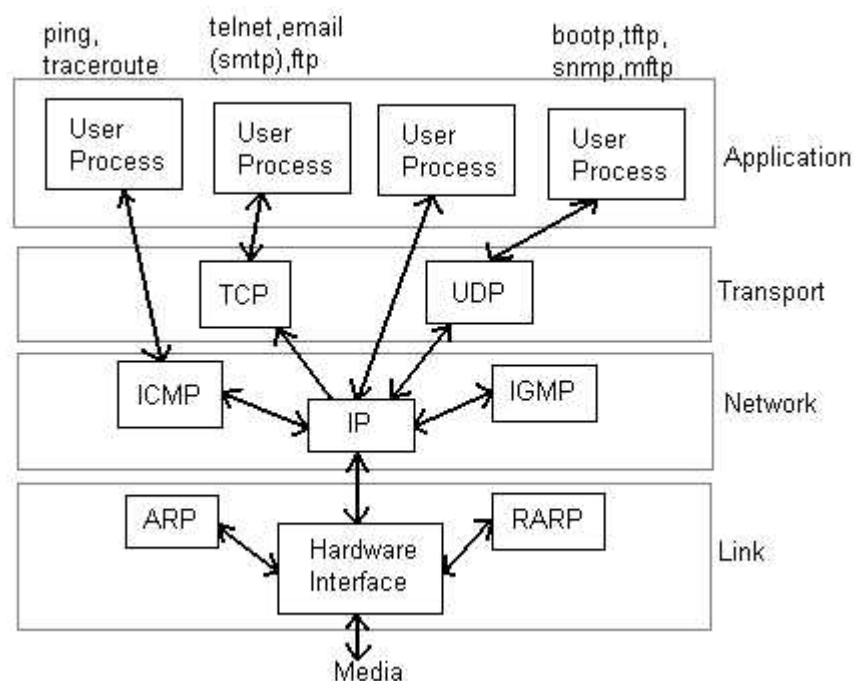 ping,
traceroute
telnet,email
(smtp),ftp
bootp,tftp,
snmp,mftp
User
Process
User
Process
User
Process
User
Process
Application
TCP
UDP
Transport
ICMP
IP
IGMP
Network
ARP
Hardware
Interface
RARP
Link
Media